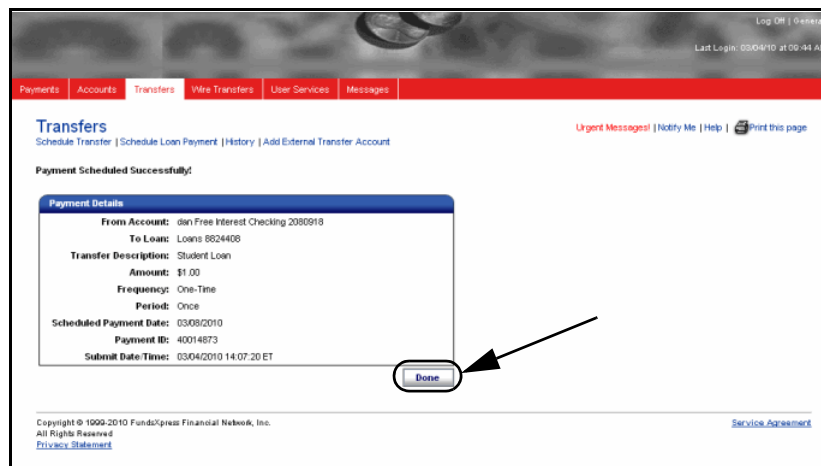 Log Off | Genera
Last Login: 03/04/10 at 09:44 A
Payments Accounts Transfers Wire Transfers User Services Messages
Transfers
Urgent Messages! | Notify Me | Help | Print this page
Schedule Transfer | Schedule Loan Payment | History | Add External Transfer Account
Payment Scheduled Successfully!
Payment Details
From Account: dan Free Interest Checking 2080918
To Loan: Loans 8824408
Transfer Description: Student Loan
Amount: $1.00
Frequency: One-Time
Period: Once
Scheduled Payment Date: 03/08/2010
Payment ID: 40014873
Submit Date/Time: 03/04/2010 14:07:20 ET
Done
Copyright © 1999-2010 FundsXpress Financial Network, Inc.
Service Agreement
All Rights Reserved
Privacy Statement